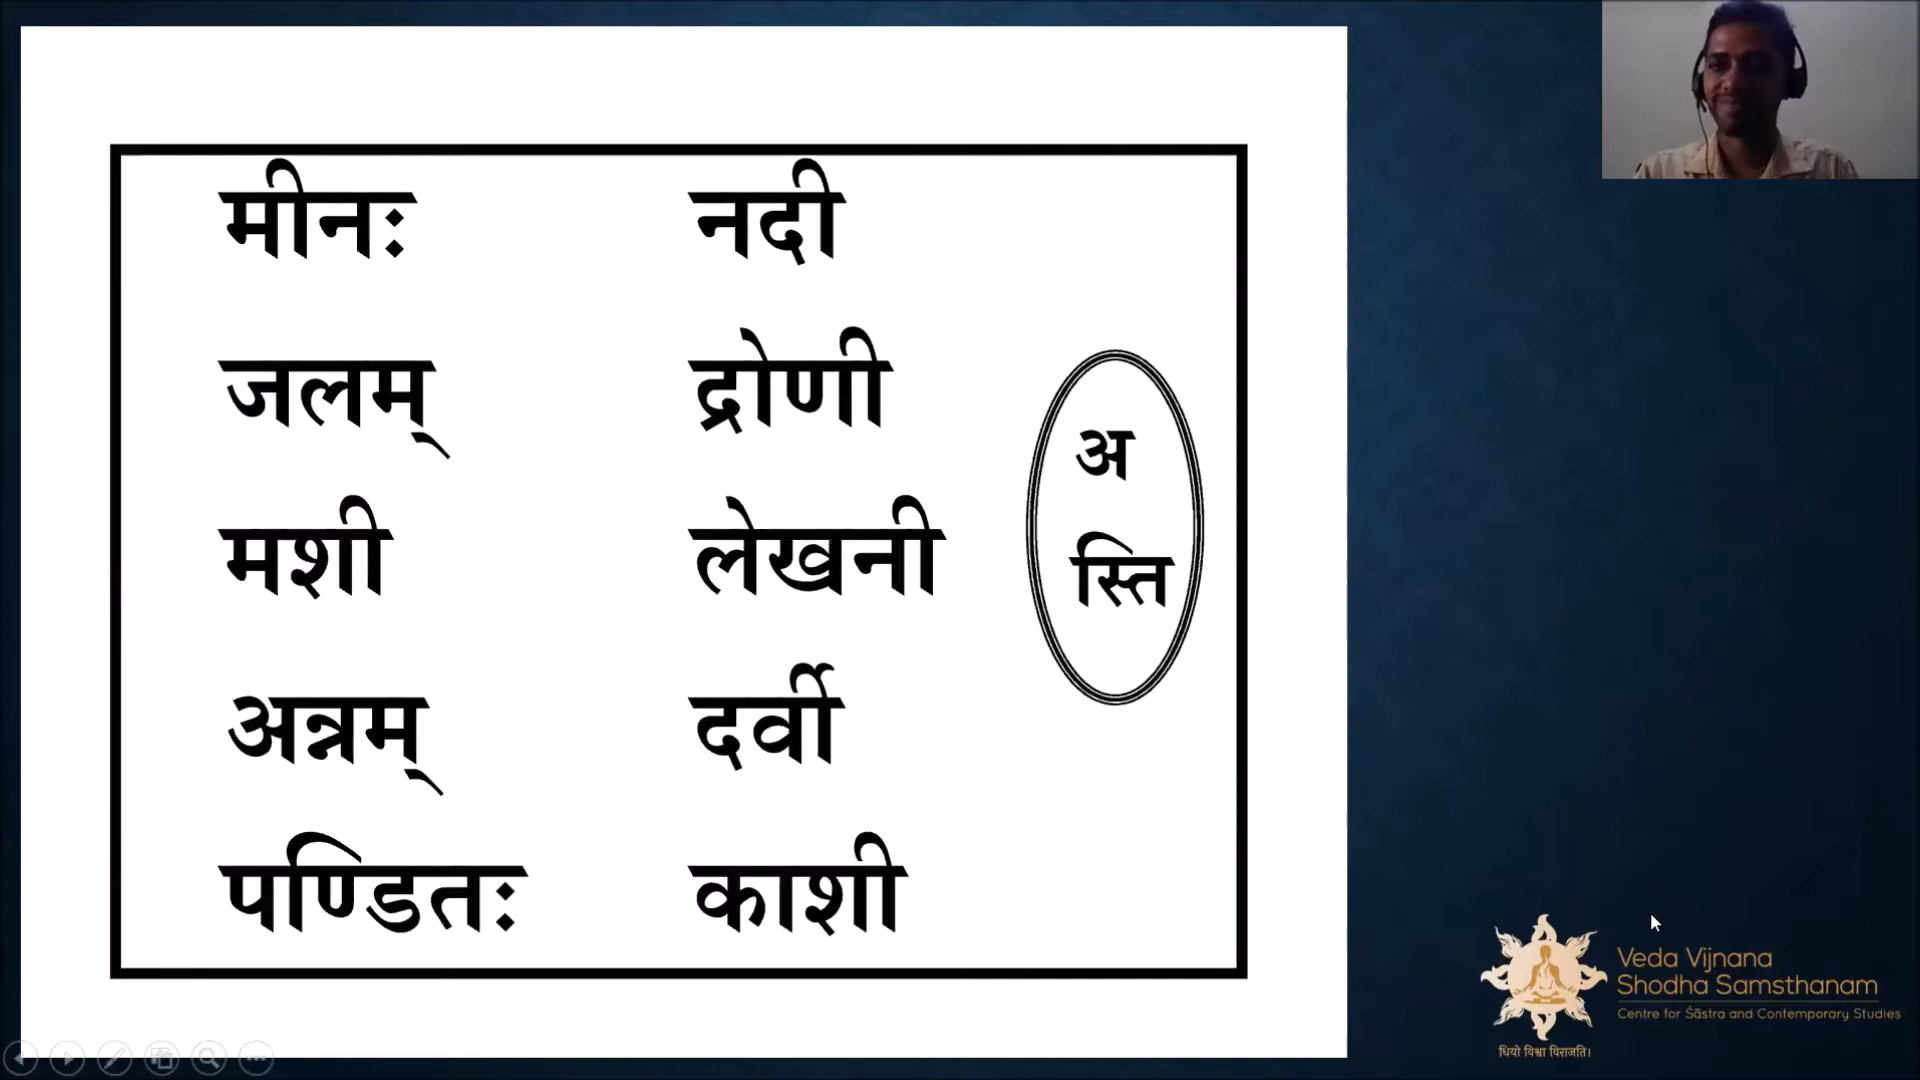 मीनः नदी
जलम् द्रोणी
अ
मशी लेखनी
स्ति
अन्नम् दर्वी
पण्डितः काशी
Veda Vijnana
Shodha Samsthanam
Centre for Śāstra and Contemporary Studies
धियो विश्वा विराजति।